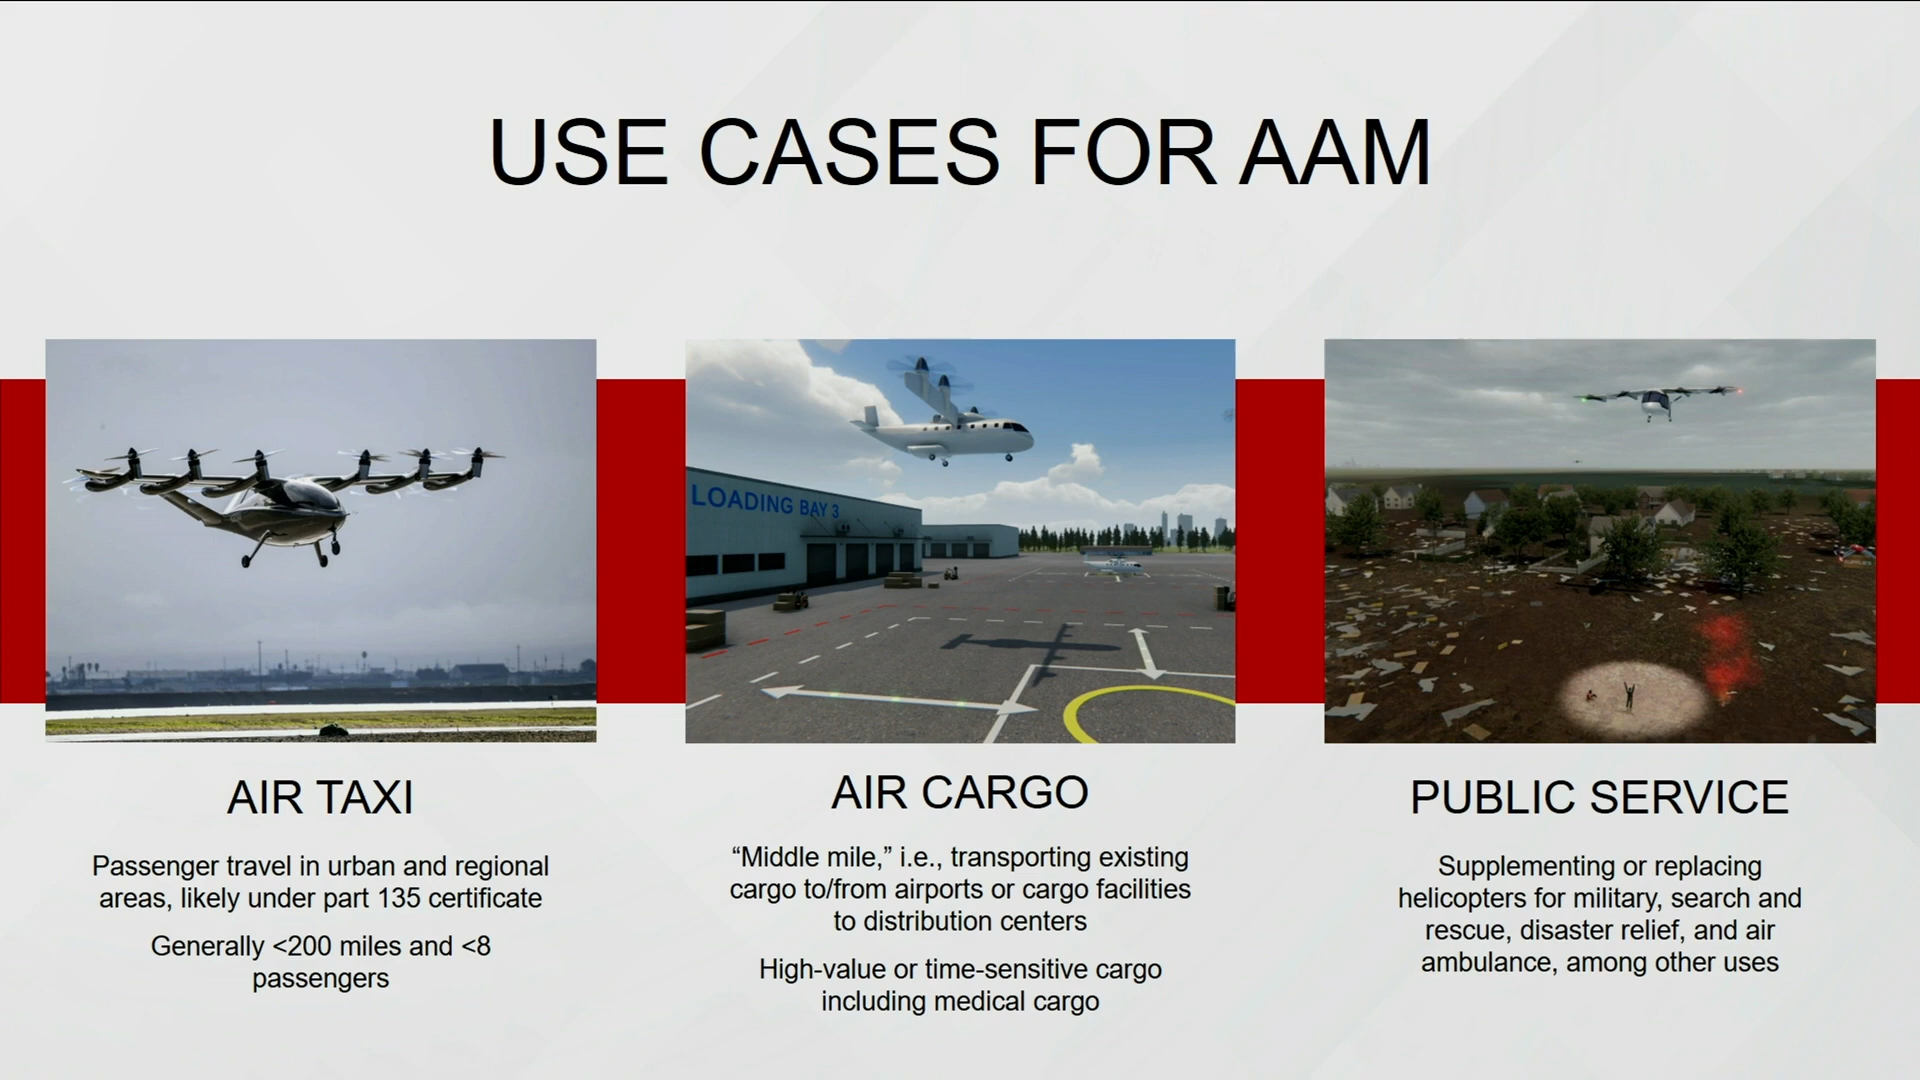 USE CASES FOR AAM
LOADING BAY 3
AIR TAXI
Passenger travel in urban and regional
areas, likely under part 135 certificate
Generally <200 miles and <8
passengers
AIR CARGO
“Middle mile,” i.e., transporting existing
cargo to/from airports or cargo facilities
to distribution centers
High-value or time-sensitive cargo
including medical cargo
PUBLIC SERVICE
Supplementing or replacing
helicopters for military, search and
rescue, disaster relief, and air
ambulance, among other uses